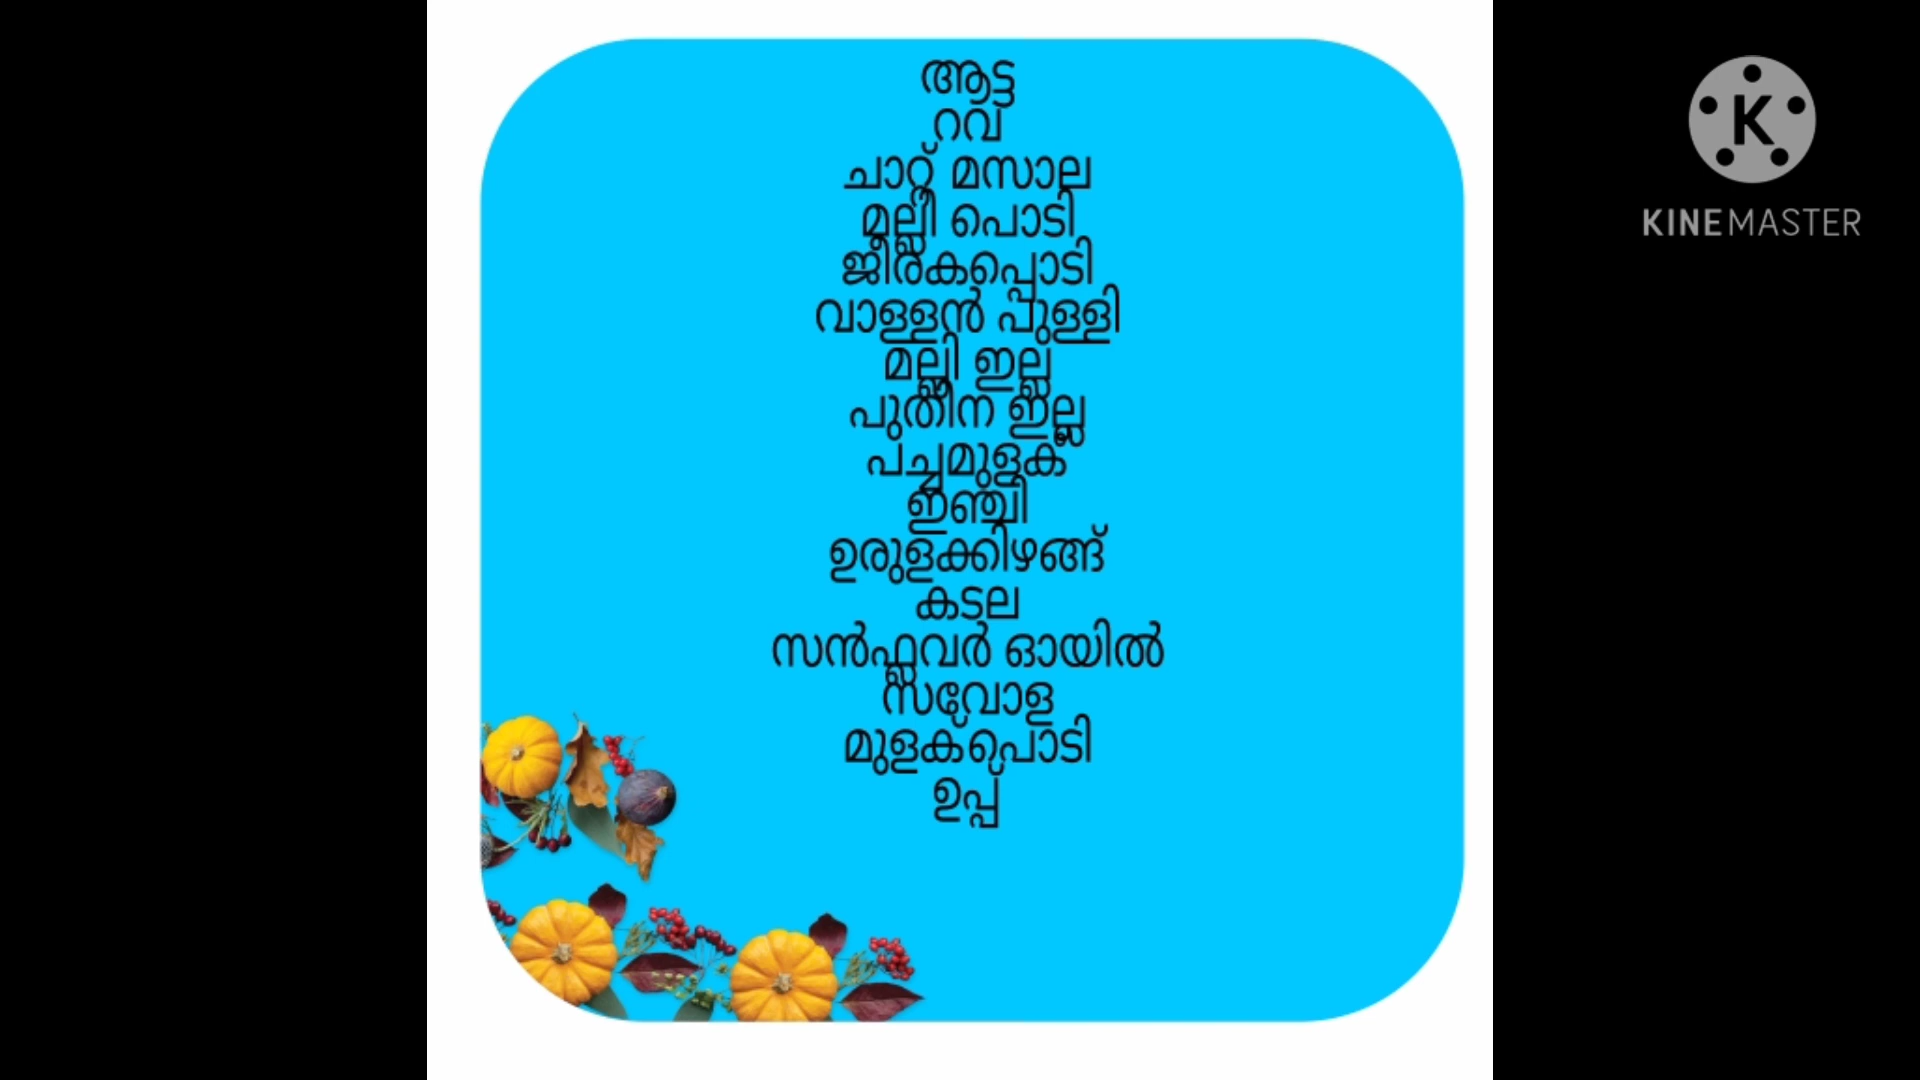 ആട്ട
റവ
ചാറ്റ് മസാല
മല്ലീ പൊടി
ജീരകപ്പൊടി
വാള്ളൻ പുള്ളി
മല്ലി ഇല്ല
പുതിന ഇല്ല
പച്ചമുളക്
ഇഞ്ചി
ഉരുളക്കിഴങ്ങ്
കടല
സൻഫ്ലവർ ഓയിൽ
സവോള
മുളക്പൊടി
ഉപ്പ്
K
KINEMASTER